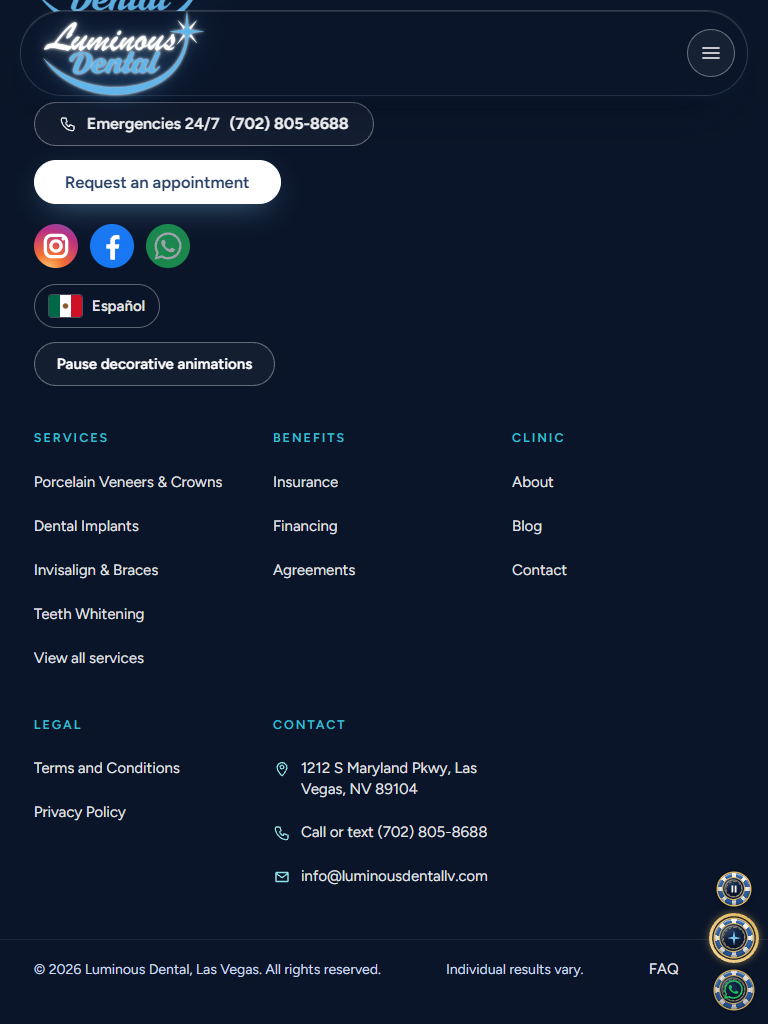 Dental
Luminous
Dental
Emergencies 24/7 (702) 805-8688
Request an appointment
Español
Pause decorative animations
SERVICES
Porcelain Veneers & Crowns
Dental Implants
Invisalign & Braces
Teeth Whitening
View all services
BENEFITS
Insurance
Financing
Agreements
CLINIC
About
Blog
Contact
LEGAL
Terms and Conditions
Privacy Policy
CONTACT
1212 S Maryland Pkwy, Las
Vegas, NV 89104
Call or text (702) 805-8688
info@luminousdentallv.com
© 2026 Luminous Dental, Las Vegas. All rights reserved.
Individual results vary.
FAQ